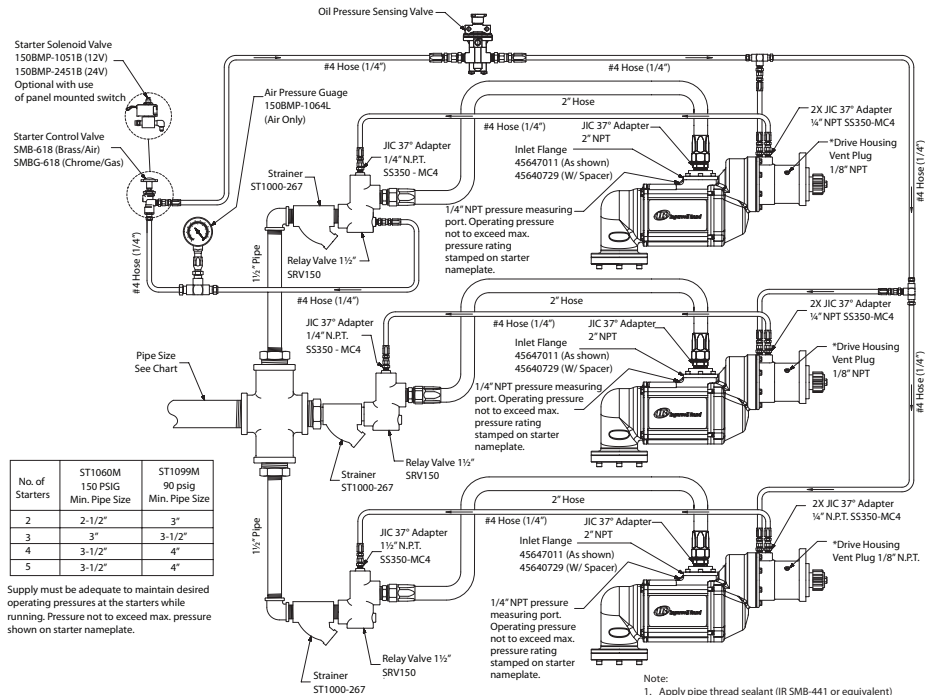 Oil Pressure Sensing Valve
Starter Solenoid Valve
150BMP-1051B (12V)
150BMP-2451B (24V)
Optional with use
of panel mounted switch
#4 Hose (1/4")
#4 Hose (1/4")
Air Pressure Guage
150BMP-1064L
(Air Only)
2" Hose
Starter Control Valve
SMB-618 (Brass/Air)
SMBG-618 (Chrome/Gas)
#4 Hose (1/4")
JIC 37° Adapter
1/4" N.P.T.
SS350 - MC4
JIC 37° Adapter
2" NPT
2X JIC 37° Adapter
¼" NPT SS350-MC4
Strainer
ST1000-267
Inlet Flange
45647011 (As shown)
45640729 (W/ Spacer)
*Drive Housing
Vent Plug
1/8" NPT
#4 Hose (1/4")
1/4" NPT pressure measuring
port. Operating pressure
not to exceed max.
pressure rating
stamped on starter
nameplate.
IR Ingersoll Rand
Relay Valve 1½"
SRV150
#4 Hose (1/4")
1½" Pipe
#4 Hose (1/4")
2" Hose
JIC 37° Adapter
1/4" N.P.T.
SS350 - MC4
#4 Hose (1/4")
JIC 37° Adapter
2" NPT
2X JIC 37° Adapter
¼" NPT SS350-MC4
Inlet Flange
45647011 (As shown)
45640729 (W/ Spacer)
*Drive Housing
Vent Plug
1/8" NPT
#4 Hose (1/4")
Pipe Size
See Chart
1/4" NPT pressure measuring
port. Operating pressure
not to exceed max.
pressure rating
stamped on starter
nameplate.
IR Ingersoll Rand
Strainer
ST1000-267
Relay Valve 1½"
SRV150
No. of Starters ST1060M 150 PSIG Min. Pipe Size ST1099M 90 psig Min. Pipe Size
2 2-1/2" 3"
3 3" 3-1/2"
4 3-1/2" 4"
5 3-1/2" 4"
Supply must be adequate to maintain desired
operating pressures at the starters while
running. Pressure not to exceed max. pressure
shown on starter nameplate.
1½" Pipe
2" Hose
JIC 37° Adapter
1½" N.P.T.
SS350-MC4
#4 Hose (1/4")
JIC 37° Adapter
2" NPT
2X JIC 37° Adapter
¼" N.P.T. SS350-MC4
Inlet Flange
45647011 (As shown)
45640729 (W/ Spacer)
*Drive Housing
Vent Plug 1/8" N.P.T.
1/4" NPT pressure
measuring port.
Operating pressure
not to exceed max.
pressure rating
stamped on starter
nameplate.
IR Ingersoll Rand
Relay Valve 1½"
SRV150
Strainer
ST1000-267
Note:
1. Apply pipe thread sealant (IR SMB-441 or equivalent)